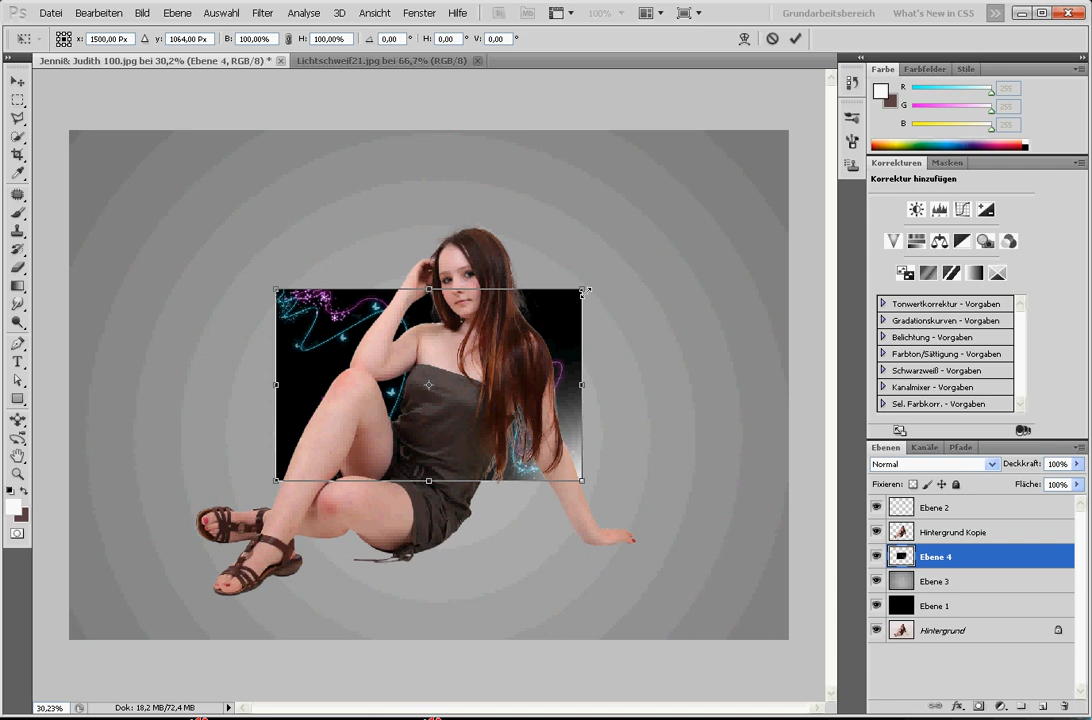 Ps Datei Bearbeiten Bild Ebene Auswahl Filter Analyse 3D Ansicht Fenster Hilfe Br Mb 100% Grundarbeitsbereich What's New in CS5
x: 1500,00 Px y: 1064,00 Px B: 100,00% H: 100,00% 0,00 ° H: 0,00 ° V: 0,00 °
Jenni& Judith 100.jpg bei 30,2% (Ebene 4, RGB/8) * Lichtschweif21.jpg bei 66,7% (RGB/8)
Farbe Farbfelder Stile
R 255
G 255
B 255
Korrekturen Masken
Korrektur hinzufügen
Tonwertkorrektur - Vorgaben
Gradationskurven - Vorgaben
Belichtung - Vorgaben
Farbton/Sättigung - Vorgaben
Schwarzweiß - Vorgaben
Kanalmixer - Vorgaben
Sel. Farbkorr. - Vorgaben
Ebenen Kanäle Pfade
Normal Deckkraft: 100%
Fixieren: Fläche: 100%
Ebene 2
Hintergrund Kopie
Ebene 4
Ebene 3
Ebene 1
Hintergrund
30,23% Dok: 18,2 MB/72,4 MB